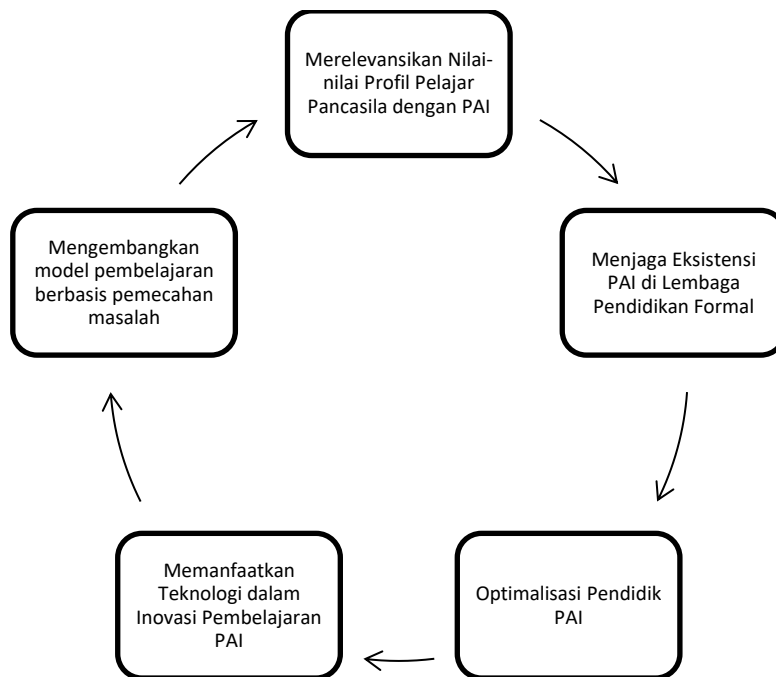 Merelevansikan Nilai-
nilai Profil Pelajar
Pancasila dengan PAI
Menjaga Eksistensi
PAI di Lembaga
Pendidikan Formal
Optimalisasi Pendidik
PAI
Memanfaatkan
Teknologi dalam
Inovasi Pembelajaran
PAI
Mengembangkan
model pembelajaran
berbasis pemecahan
masalah